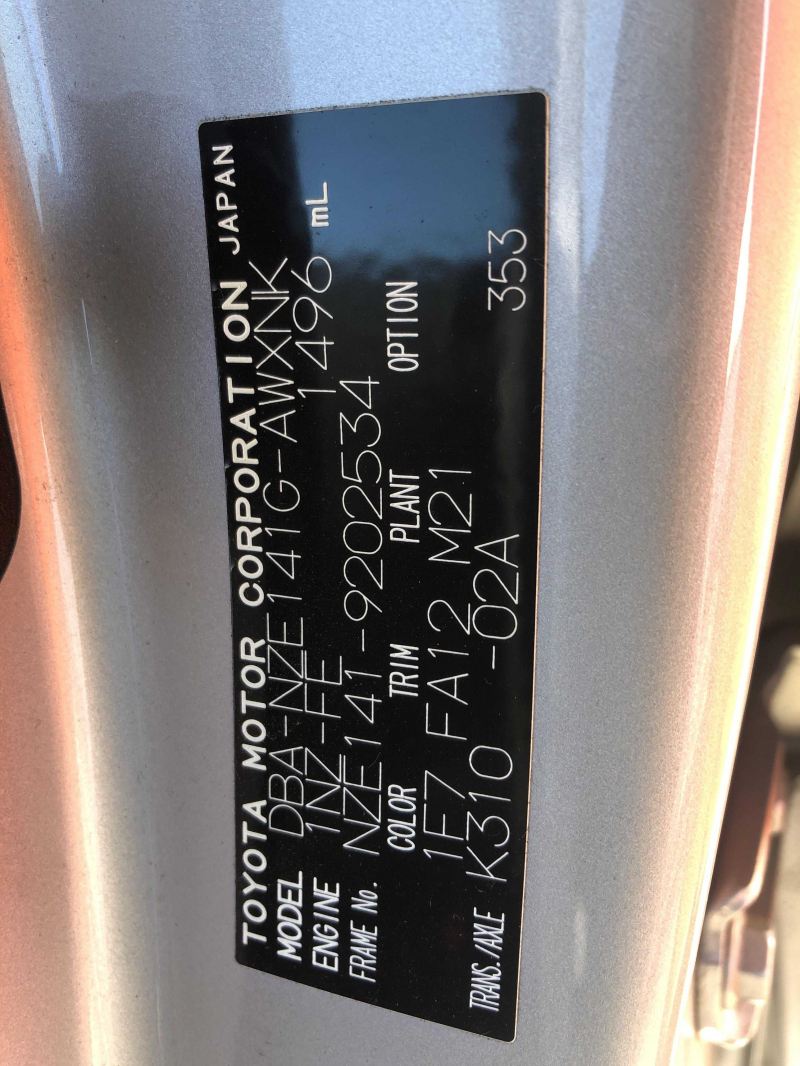 TOYOTA MOTOR CORPORATION JAPAN
MODEL DBA-NZE141G-AWXNK
ENGINE 1NZ-FE 1496 mL
FRAME No. NZE141-9202534
COLOR TRIM PLANT OPTION
1F7 FA12 M21
TRANS./AXLE K310 -02A 353